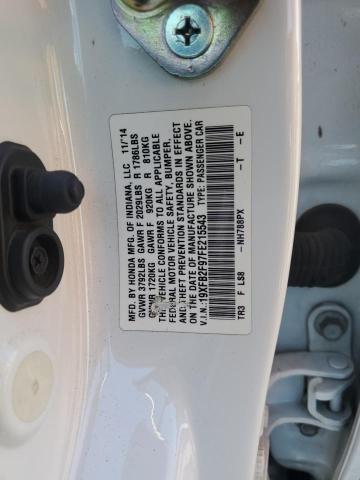 MFD. BY HONDA MFG. OF INDIANA, LLC 11/14
GVWR 3792LBS GAWR F 2029LBS R 1786LBS
GVWR 1720KG GAWR F 920KG R 810KG
THIS VEHICLE CONFORMS TO ALL APPLICABLE
FEDERAL MOTOR VEHICLE SAFETY, BUMPER,
AND THEFT PREVENTION STANDARDS IN EFFECT
ON THE DATE OF MANUFACTURE SHOWN ABOVE.
V.I.N.: 19XFB2F97FE215543 TYPE: PASSENGER CAR
TR3 F LS8 -NH788PX -T -E